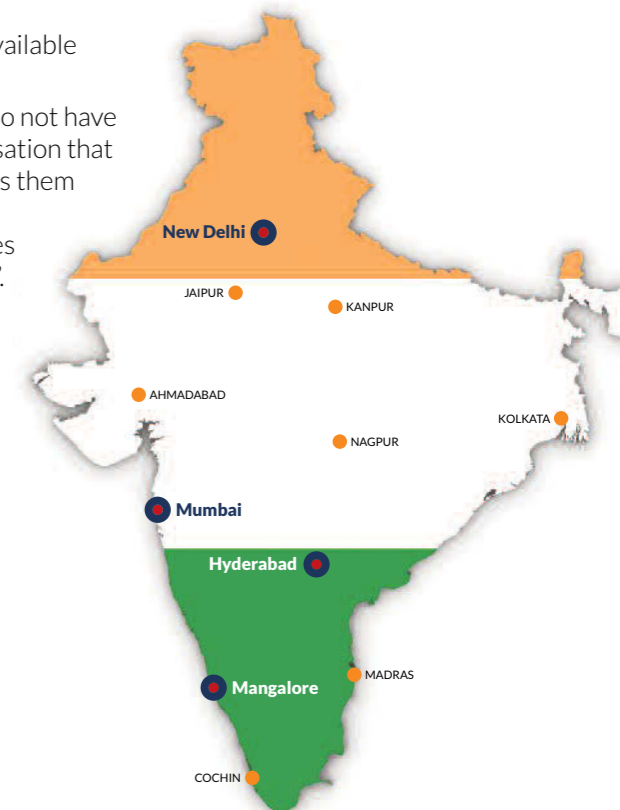 vailable
o not have
sation that
s them
es
’.
New Delhi
JAIPUR
KANPUR
AHMADABAD
KOLKATA
NAGPUR
Mumbai
Hyderabad
MADRAS
Mangalore
COCHIN